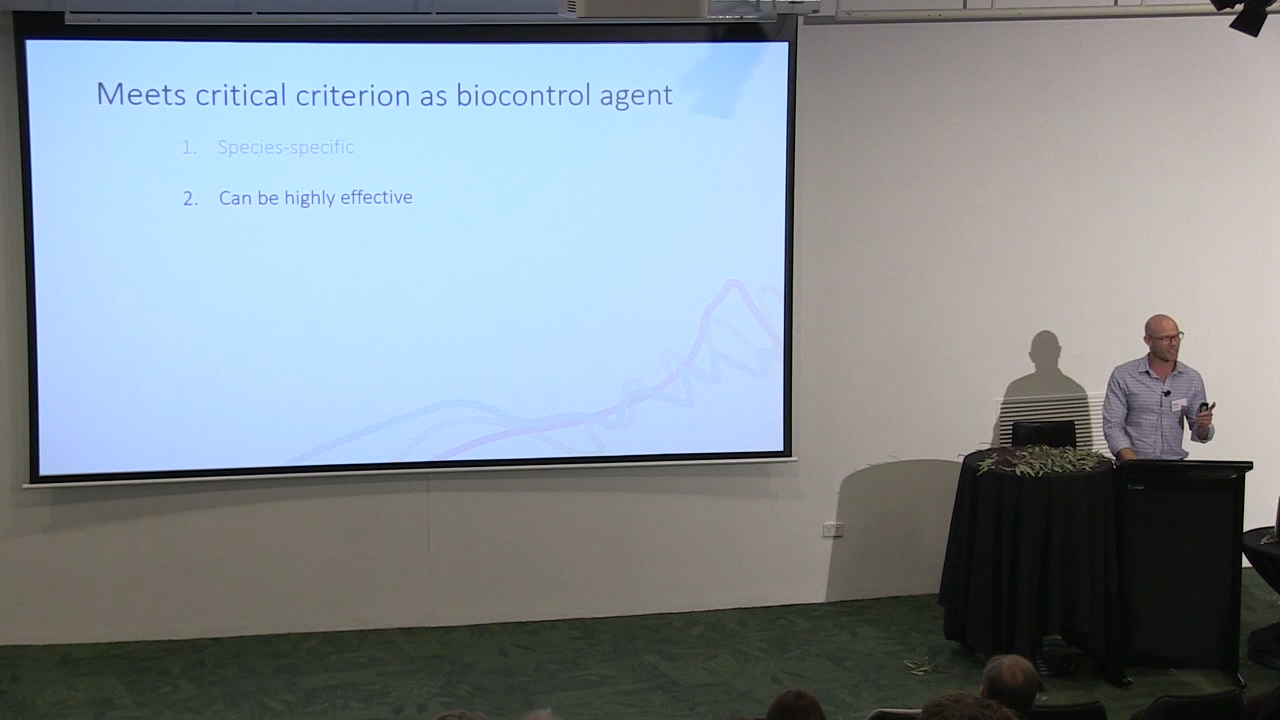 Meets critical criterion as biocontrol agent
1. Species-specific
2. Can be highly effective